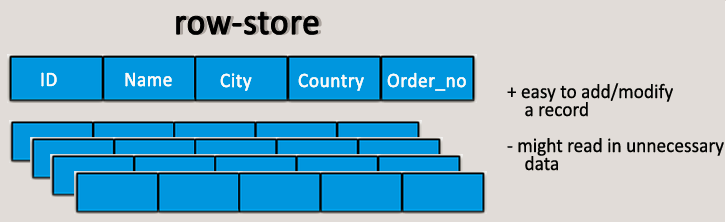 row-store
ID Name City Country Order_no
+ easy to add/modify
a record
- might read in unnecessary
data